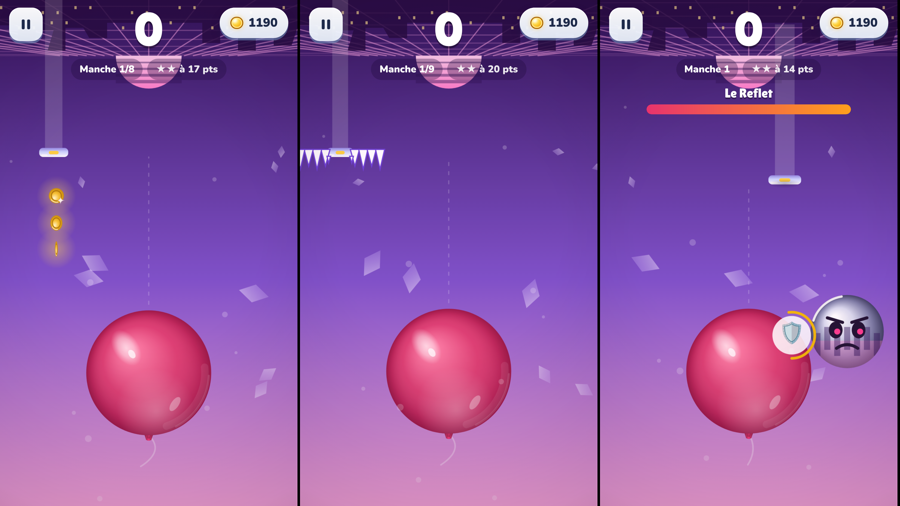 0
1190
Manche 1/8 ★★ à 17 pts
0
1190
Manche 1/9 ★★ à 20 pts
0
1190
Manche 1 ★★ à 14 pts
Le Reflet